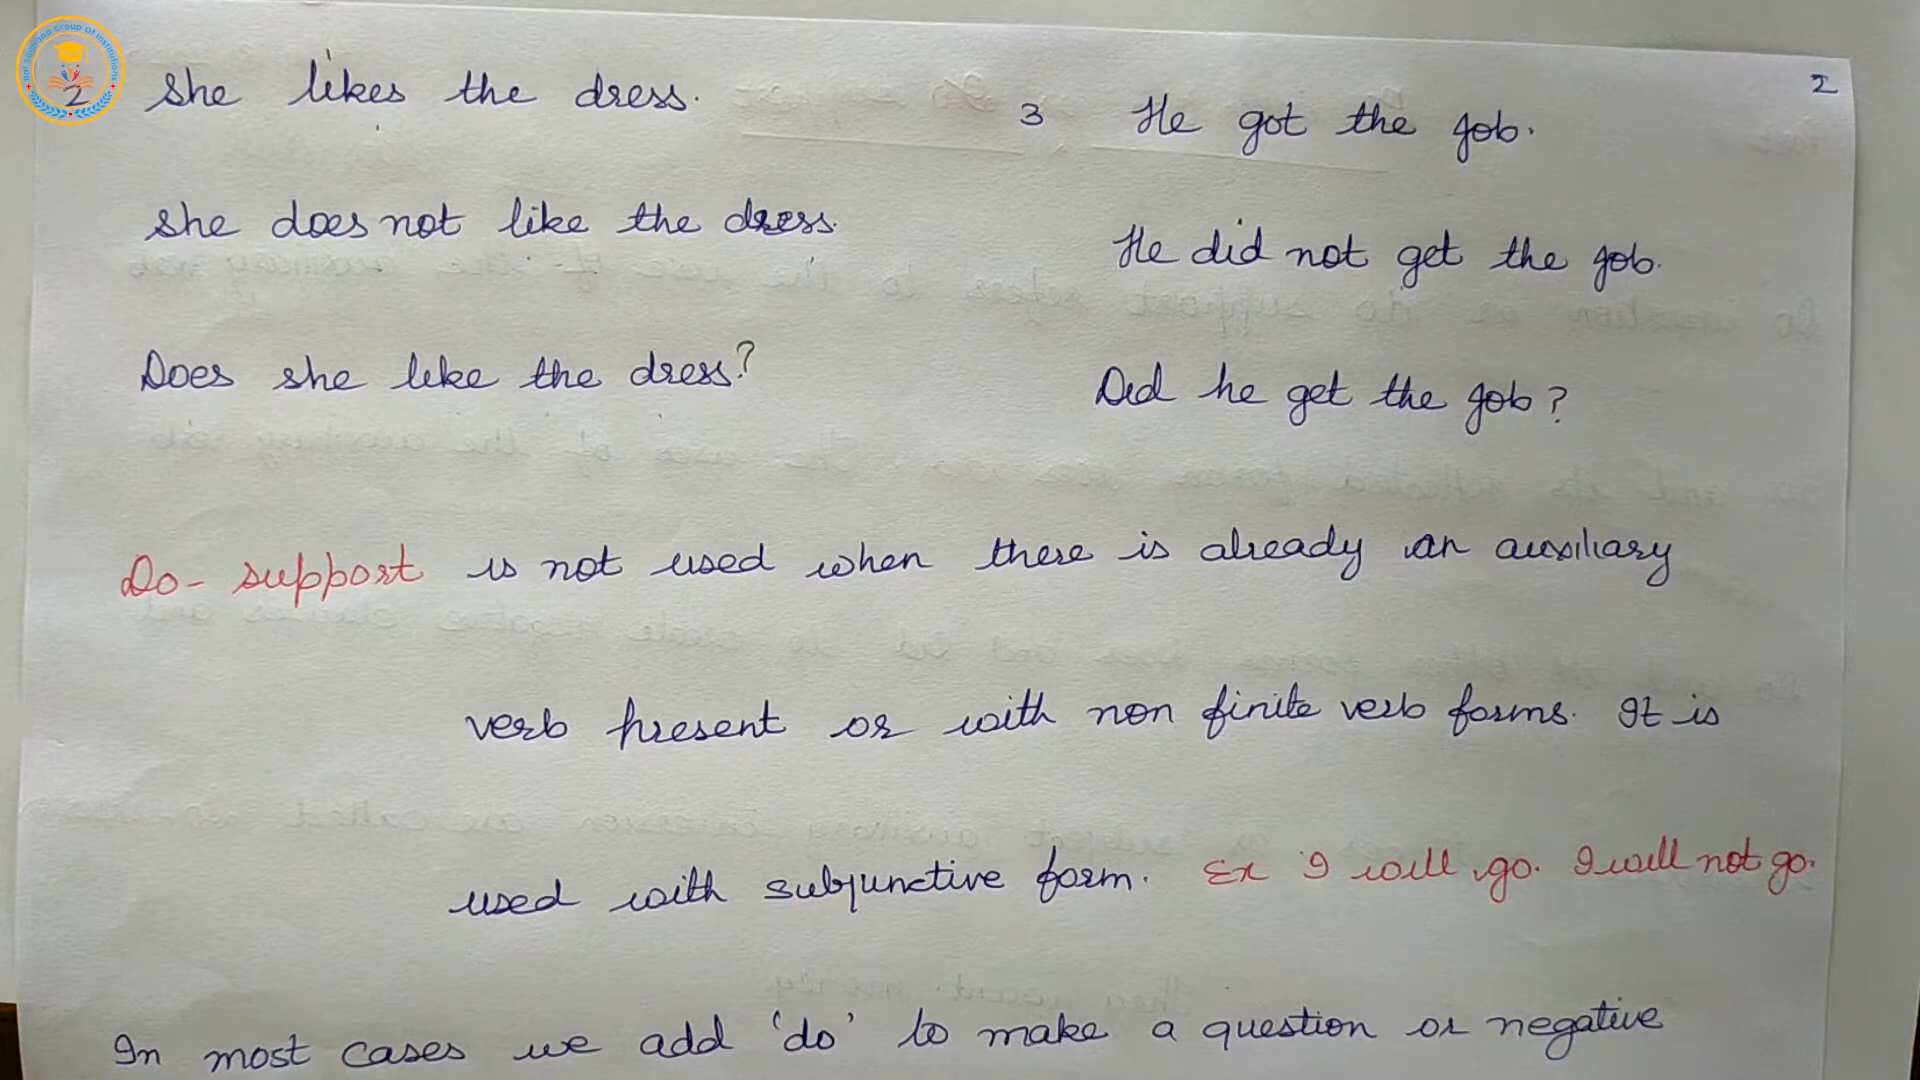 2 She likes the dress.
She does not like the dress.
Does she like the dress?
2
3 He got the job.
He did not get the job.
Did he get the job?
Do-support is not used when there is already an auxiliary
verb present or with non finite verb forms. It is
used with subjunctive form. Ex I will go. I will not go.
In most cases we add 'do' to make a question or negative